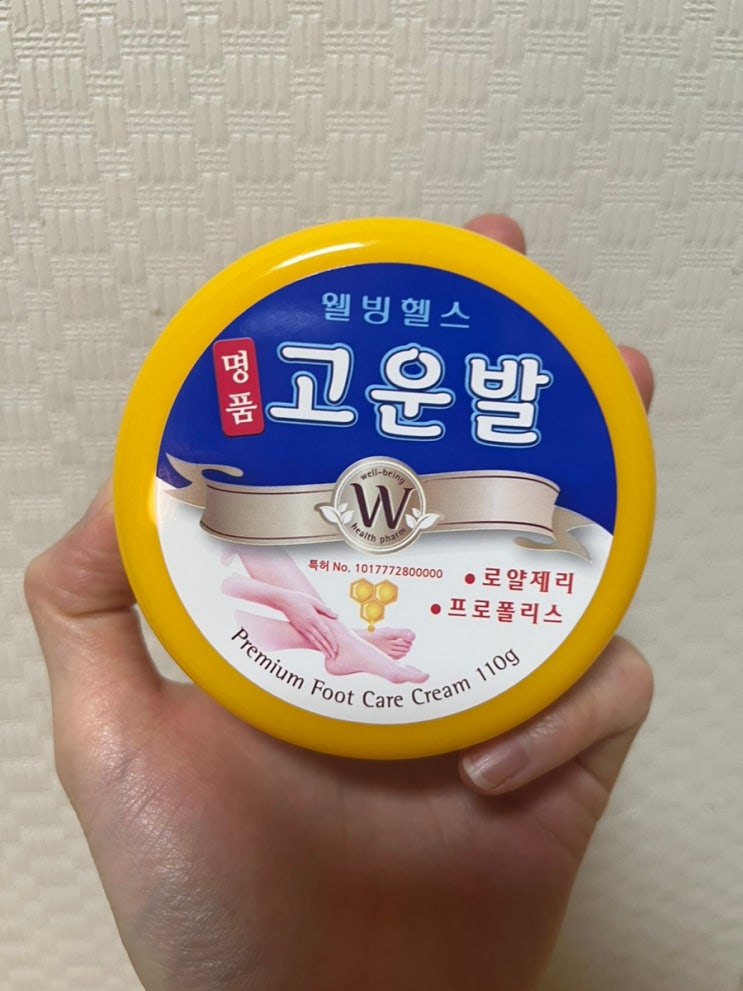 웰빙헬스
명품
고운발
well-being
W
health pharm
특허 No. 1017772800000
• 로얄제리
• 프로폴리스
Premium Foot Care Cream 110g